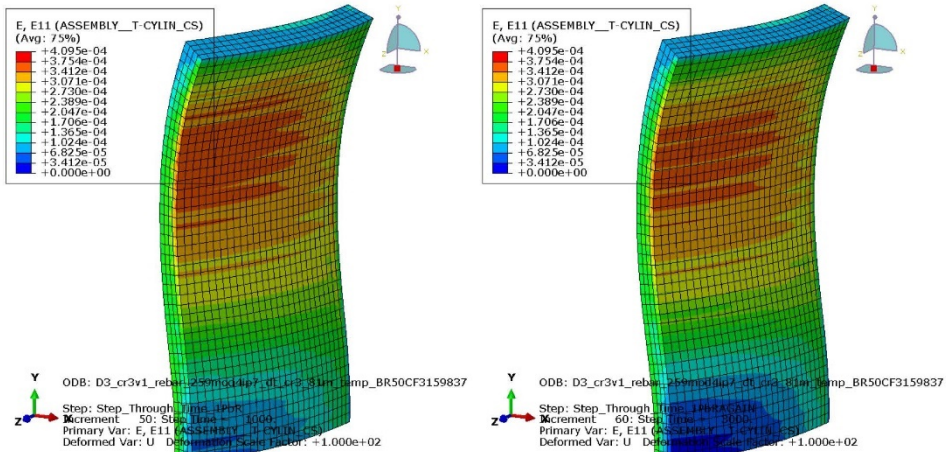 E, E11 (ASSEMBLY__T-CYLIN_CS)
(Avg: 75%)
+4.095e-04
+3.754e-04
+3.412e-04
+3.071e-04
+2.730e-04
+2.389e-04
+2.047e-04
+1.706e-04
+1.365e-04
+1.024e-04
+6.825e-05
+3.412e-05
+0.000e+00
Y
Z
X
Y
Z
X
ODB: D3_cr3v1_rebar
BR50CF3159837
Step: Step_Through_Time_
Increment 50: Step Time = 1000.
Primary Var: E, E11 (ASSEMBLY__T-CYLIN_CS)
Deformed Var: U Deformation Scale Factor: +1.000e+02
E, E11 (ASSEMBLY__T-CYLIN_CS)
(Avg: 75%)
+4.095e-04
+3.754e-04
+3.412e-04
+3.071e-04
+2.730e-04
+2.389e-04
+2.047e-04
+1.706e-04
+1.365e-04
+1.024e-04
+6.825e-05
+3.412e-05
+0.000e+00
Y
Z
X
Y
Z
X
ODB: D3_cr3v1_rebar
BR50CF3159837
Step: Step_Through_Time_
Increment 60: Step Time = 3000.
Primary Var: E, E11 (ASSEMBLY__T-CYLIN_CS)
Deformed Var: U Deformation Scale Factor: +1.000e+02